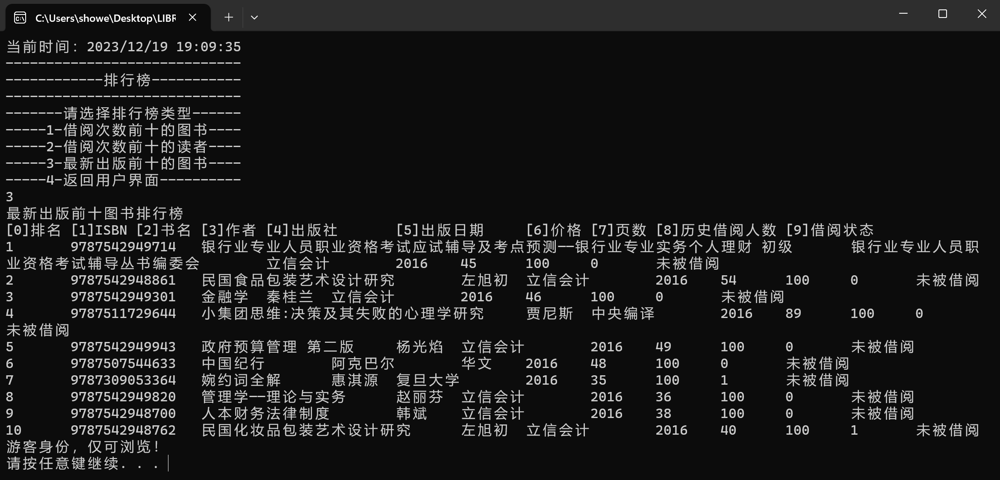 C:\Users\showe\Desktop\LIBR
当前时间：2023/12/19 19:09:35
-----------------------------
------------排行榜-----------
-----------------------------
-------请选择排行榜类型------
-----1-借阅次数前十的图书----
-----2-借阅次数前十的读者----
-----3-最新出版前十的图书----
-----4-返回用户界面----------
3
最新出版前十图书排行榜
[0]排名 [1]ISBN [2]书名 [3]作者 [4]出版社 [5]出版日期 [6]价格 [7]页数 [8]历史借阅人数 [9]借阅状态
1 9787542949714 银行业专业人员职业资格考试应试辅导及考点预测——银行业专业实务个人理财 初级 银行业专业人员职
业资格考试辅导丛书编委会 立信会计 2016 45 100 0 未被借阅
2 9787542948861 民国食品包装艺术设计研究 左旭初 立信会计 2016 54 100 0 未被借阅
3 9787542949301 金融学 秦桂兰 立信会计 2016 46 100 0 未被借阅
4 9787511729644 小集团思维:决策及其失败的心理学研究 贾尼斯 中央编译 2016 89 100 0
未被借阅
5 9787542949943 政府预算管理 第二版 杨光焰 立信会计 2016 49 100 0 未被借阅
6 9787507544633 中国纪行 阿克巴尔 华文 2016 48 100 0 未被借阅
7 9787309053364 婉约词全解 惠淇源 复旦大学 2016 35 100 1 未被借阅
8 9787542949820 管理学——理论与实务 赵丽芬 立信会计 2016 36 100 0 未被借阅
9 9787542948700 人本财务法律制度 韩斌 立信会计 2016 38 100 0 未被借阅
10 9787542948762 民国化妆品包装艺术设计研究 左旭初 立信会计 2016 40 100 1 未被借阅
游客身份，仅可浏览！
请按任意键继续. . .